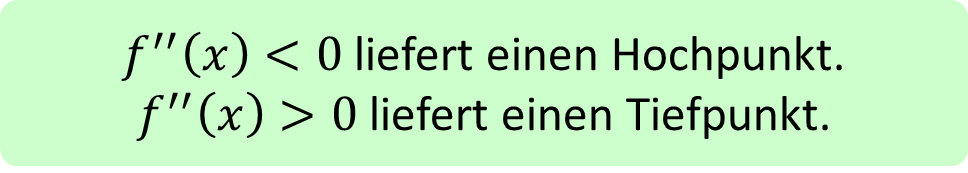 𝑓′′(𝑥) < 0 liefert einen Hochpunkt.
𝑓′′(𝑥) > 0 liefert einen Tiefpunkt.